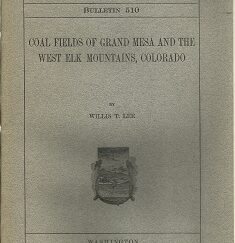 BULLETIN 510
COAL FIELDS OF GRAND MESA AND THE
WEST ELK MOUNTAINS, COLORADO
BY
WILLIS T. LEE
WASHINGTON